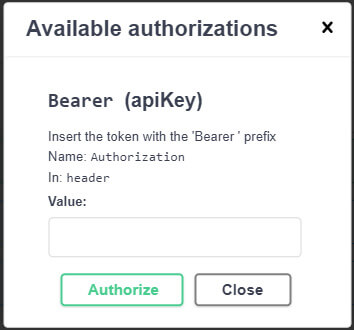 Available authorizations
Bearer (apiKey)
Insert the token with the 'Bearer ' prefix
Name: Authorization
In: header
Value:
Authorize Close